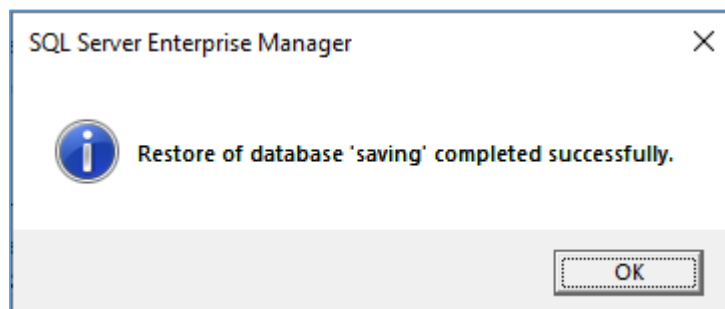 SQL Server Enterprise Manager
Restore of database 'saving' completed successfully.
OK